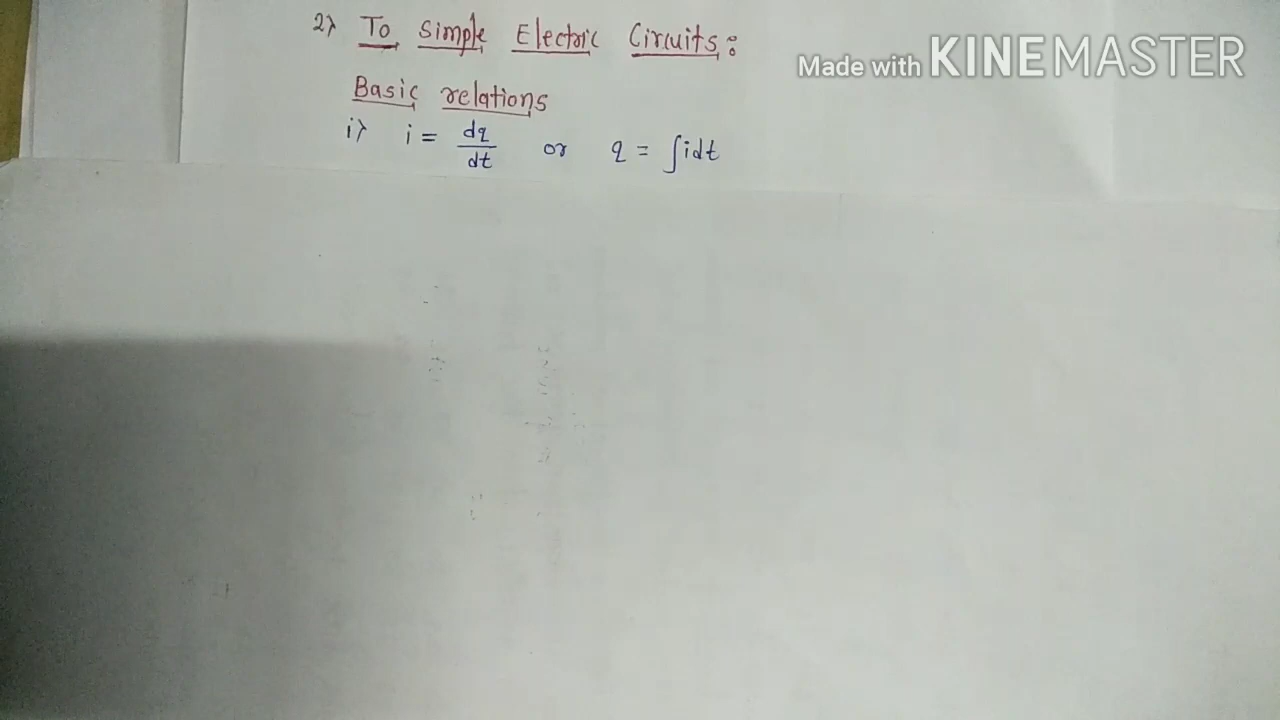 2) To Simple Electric Circuits:
Made with KINEMASTER
Basic relations
i) i = dq/dt or q = ∫idt